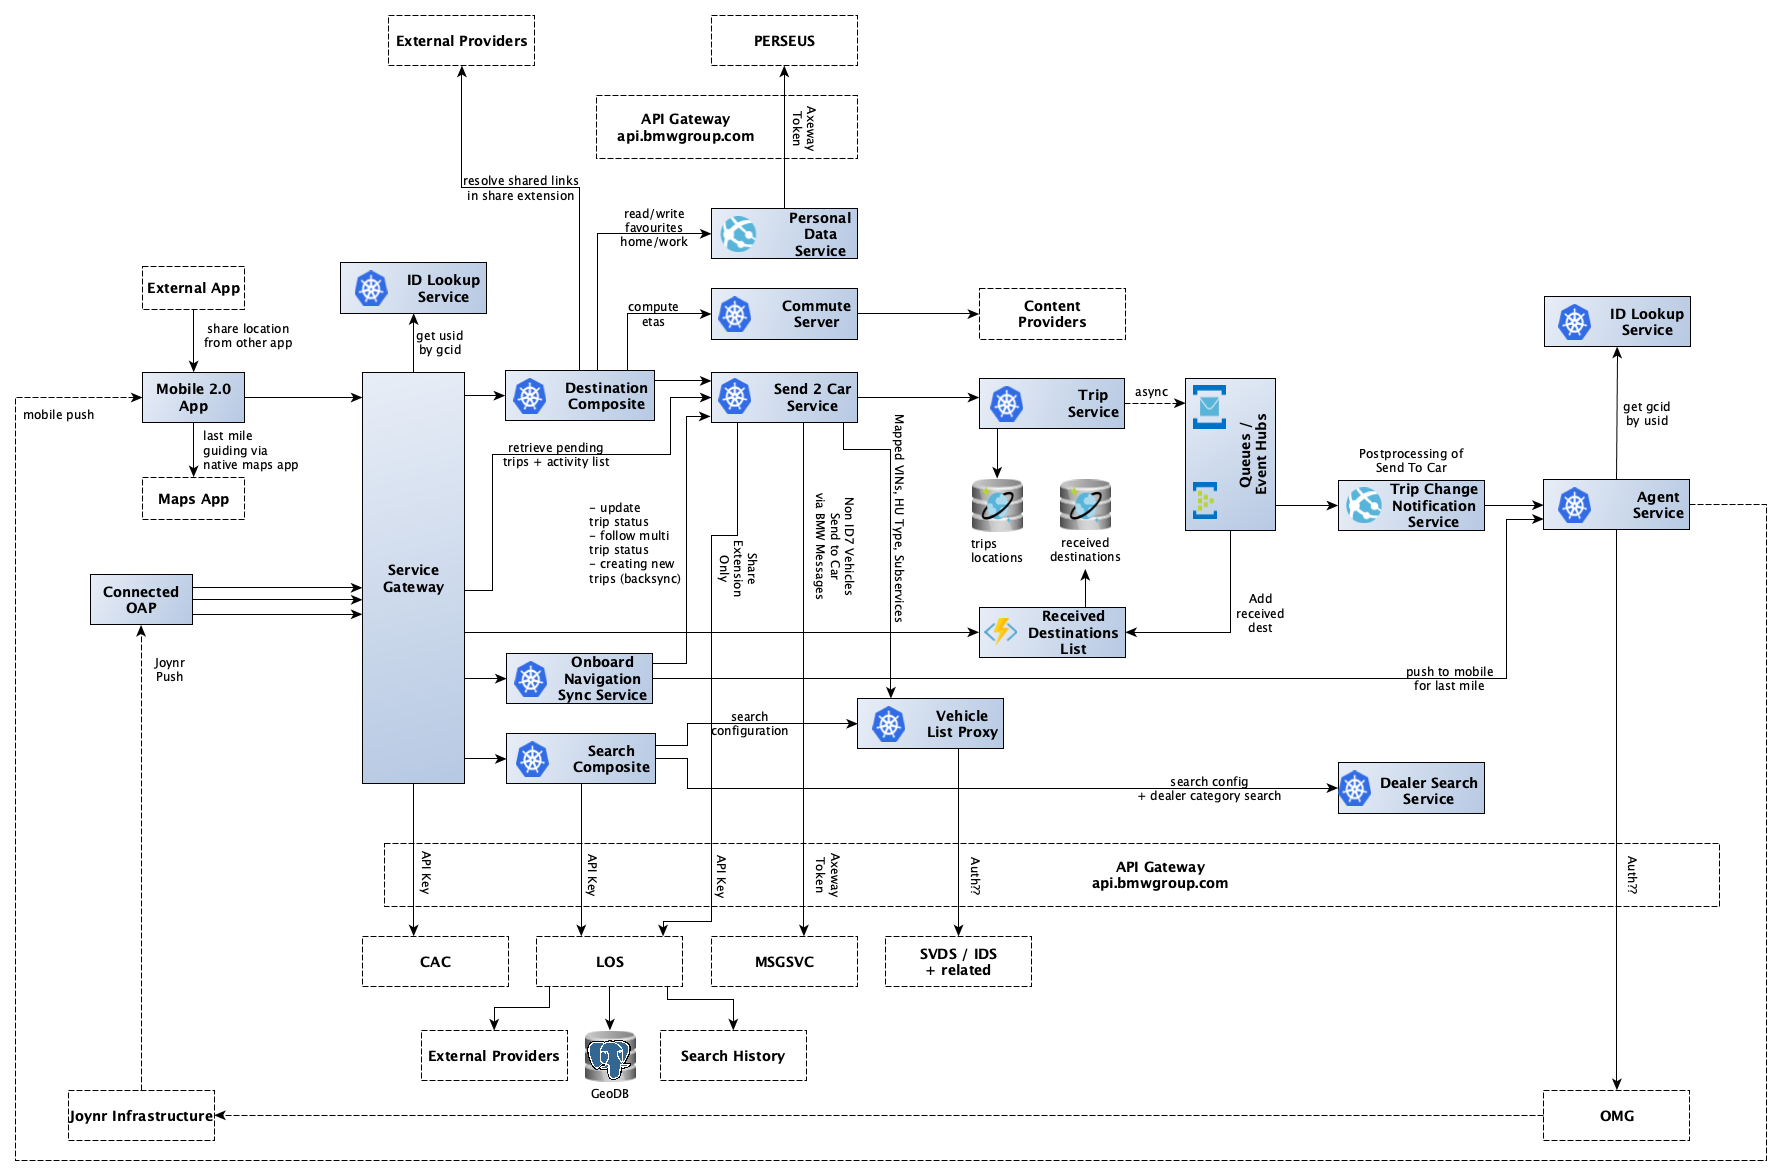 External Providers
PERSEUS
API Gateway
api.bmwgroup.com
Axeway
Token
resolve shared links
in share extension
read/write
favourites
home/work
Personal
Data
Service
External App
ID Lookup
Service
share location
from other app
get usid
by gcid
compute
etas
Commute
Server
Content
Providers
ID Lookup
Service
Mobile 2.0
App
mobile push
Destination
Composite
Send 2 Car
Service
Trip
Service
async
Queues /
Event Hubs
get gcid
by usid
last mile
guiding via
native maps app
Maps App
retrieve pending
trips + activity list
Mapped VINs, HU Type, Subservices
Postprocessing of
Send To Car
Trip Change
Notification
Service
Agent
Service
- update
trip status
- follow multi
trip status
- creating new
trips (backsync)
Share
Extension
Only
Non ID7 Vehicles
Send to Car
via BMW Messages
trips
locations
received
destinations
Service
Gateway
Connected
OAP
Add
received
dest
Received
Destinations
List
Joynr
Push
Onboard
Navigation
Sync Service
push to mobile
for last mile
search
configuration
Vehicle
List Proxy
Search
Composite
search config
+ dealer category search
Dealer Search
Service
API Key
API Key
API Key
Axeway
Token
Auth??
API Gateway
api.bmwgroup.com
Auth??
CAC
LOS
MSGSVC
SVDS / IDS
+ related
External Providers
GeoDB
Search History
Joynr Infrastructure
OMG